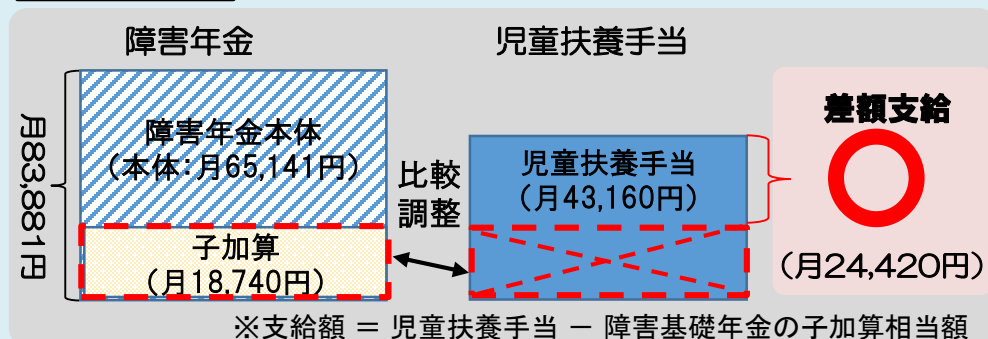 障害年金
児童扶養手当
月83,881円
障害年金本体
(本体:月65,141円)
子加算
(月18,740円)
比較
調整
児童扶養手当
(月43,160円)
差額支給
(月24,420円)
※支給額 = 児童扶養手当 － 障害基礎年金の子加算相当額